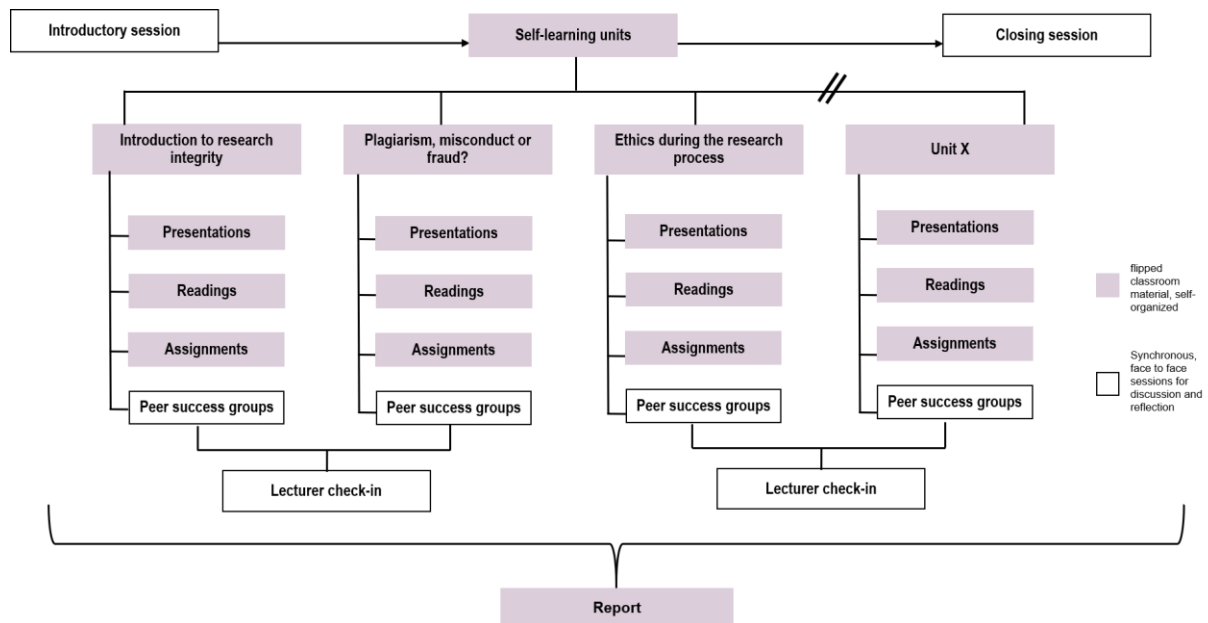 Introductory session
Self-learning units
Closing session
Introduction to research
integrity
Plagiarism, misconduct or
fraud?
Ethics during the research
process
Unit X
Presentations
Presentations
Presentations
Presentations
Readings
Readings
Readings
Readings
Assignments
Assignments
Assignments
Assignments
Peer success groups
Peer success groups
Peer success groups
Peer success groups
Lecturer check-in
Lecturer check-in
Report
flipped
classroom
material, self-
organized
Synchronous,
face to face
sessions for
discussion and
reflection